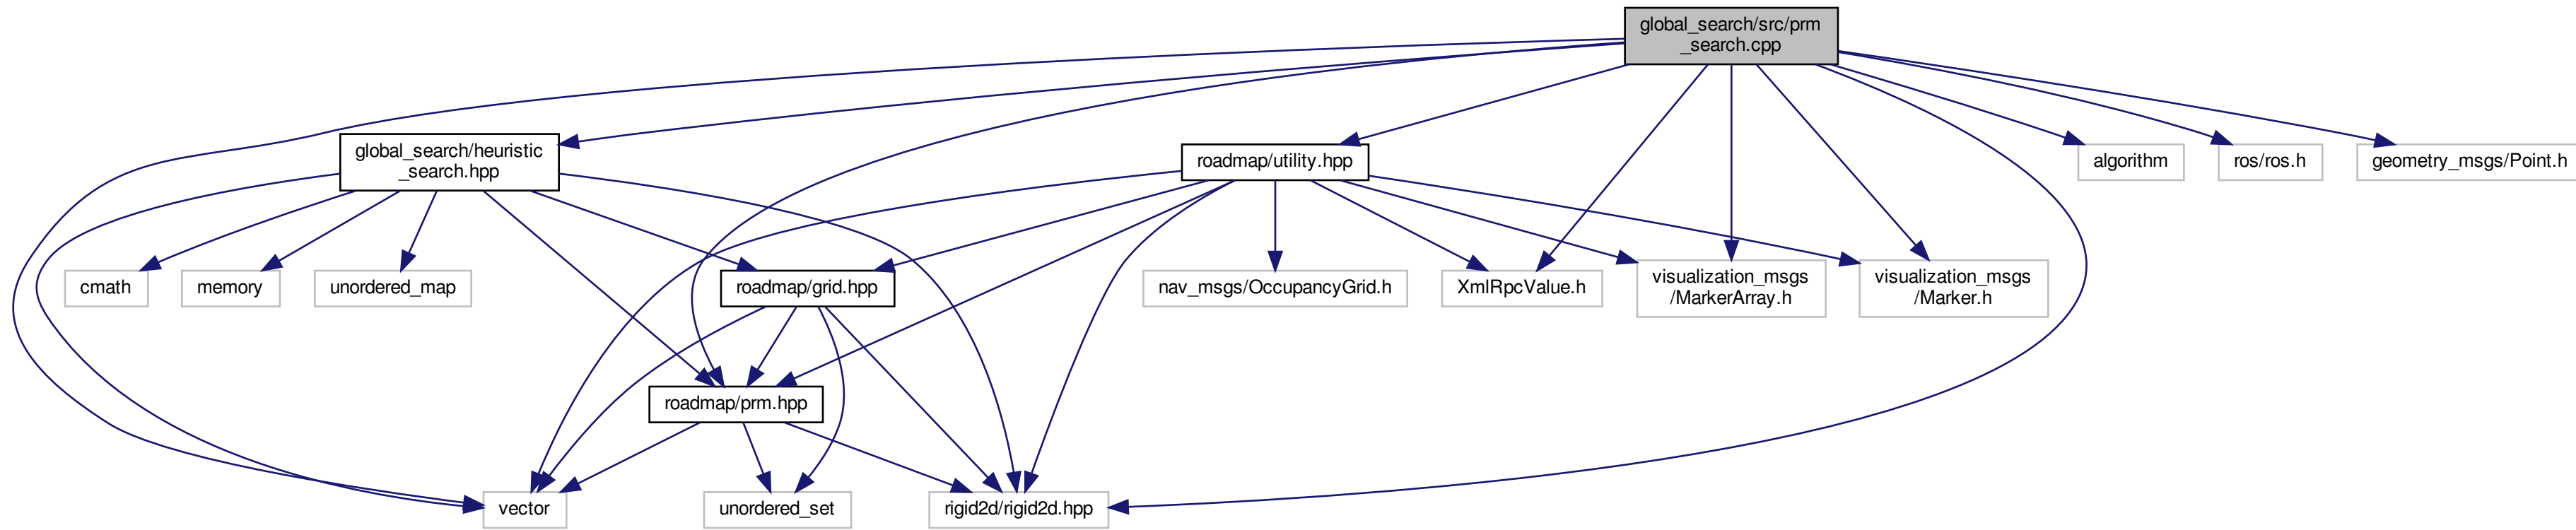 global_search/src/prm
_search.cpp
global_search/heuristic
_search.hpp
roadmap/utility.hpp
algorithm
ros/ros.h
geometry_msgs/Point.h
cmath
memory
unordered_map
roadmap/grid.hpp
nav_msgs/OccupancyGrid.h
XmlRpcValue.h
visualization_msgs
/MarkerArray.h
visualization_msgs
/Marker.h
roadmap/prm.hpp
vector
unordered_set
rigid2d/rigid2d.hpp